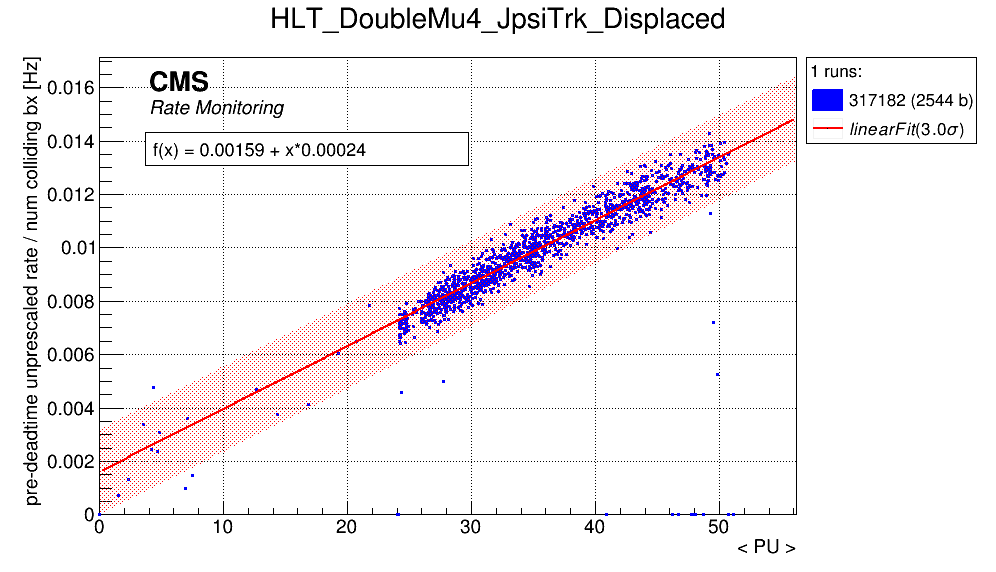 HLT_DoubleMu4_JpsiTrk_Displaced
pre-deadtime unprescaled rate / num colliding bx [Hz]
CMS
Rate Monitoring
f(x) = 0.00159 + x*0.00024
1 runs:
317182 (2544 b)
linearFit(3.0σ)
0.016
0.014
0.012
0.01
0.008
0.006
0.004
0.002
0
0 10 20 30 40 50
< PU >